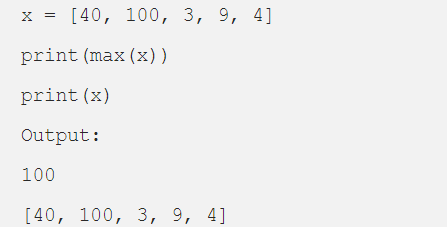 x = [40, 100, 3, 9, 4]
print(max(x))
print(x)
Output:
100
[40, 100, 3, 9, 4]